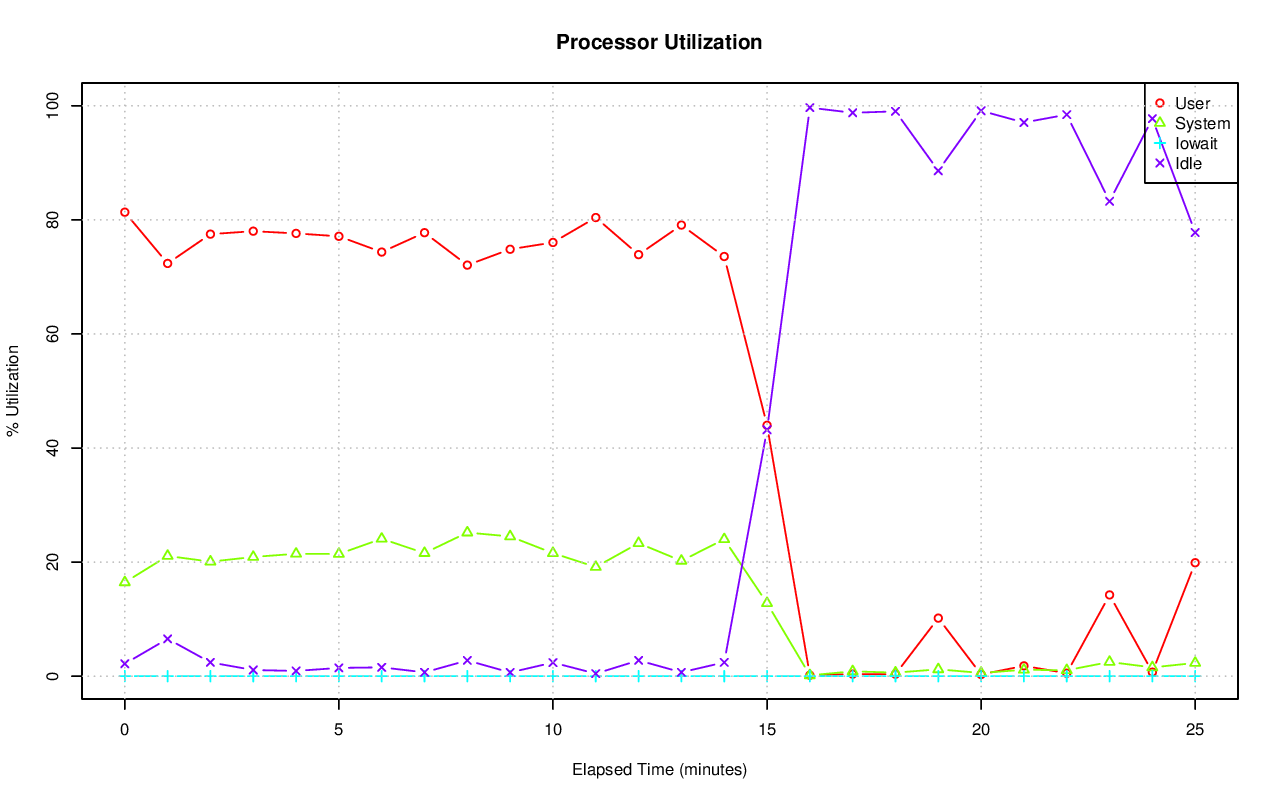 Processor Utilization
100
80
60
40
20
0
% Utilization
User
System
Iowait
Idle
0 5 10 15 20 25
Elapsed Time (minutes)